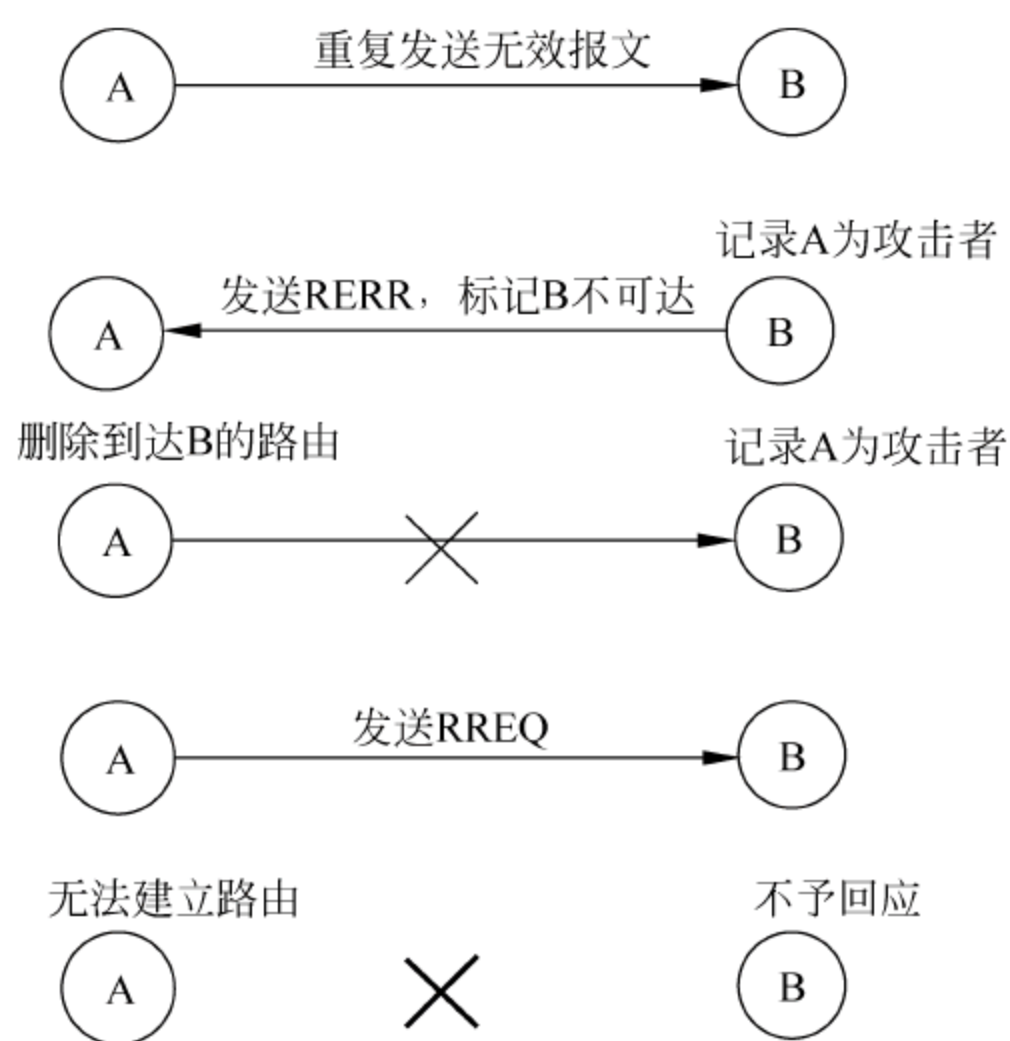 重复发送无效报文
A
B
记录A为攻击者
发送RERR，标记B不可达
A
B
删除到达B的路由
记录A为攻击者
A
B
发送RREQ
A
B
无法建立路由
不予回应
A
B